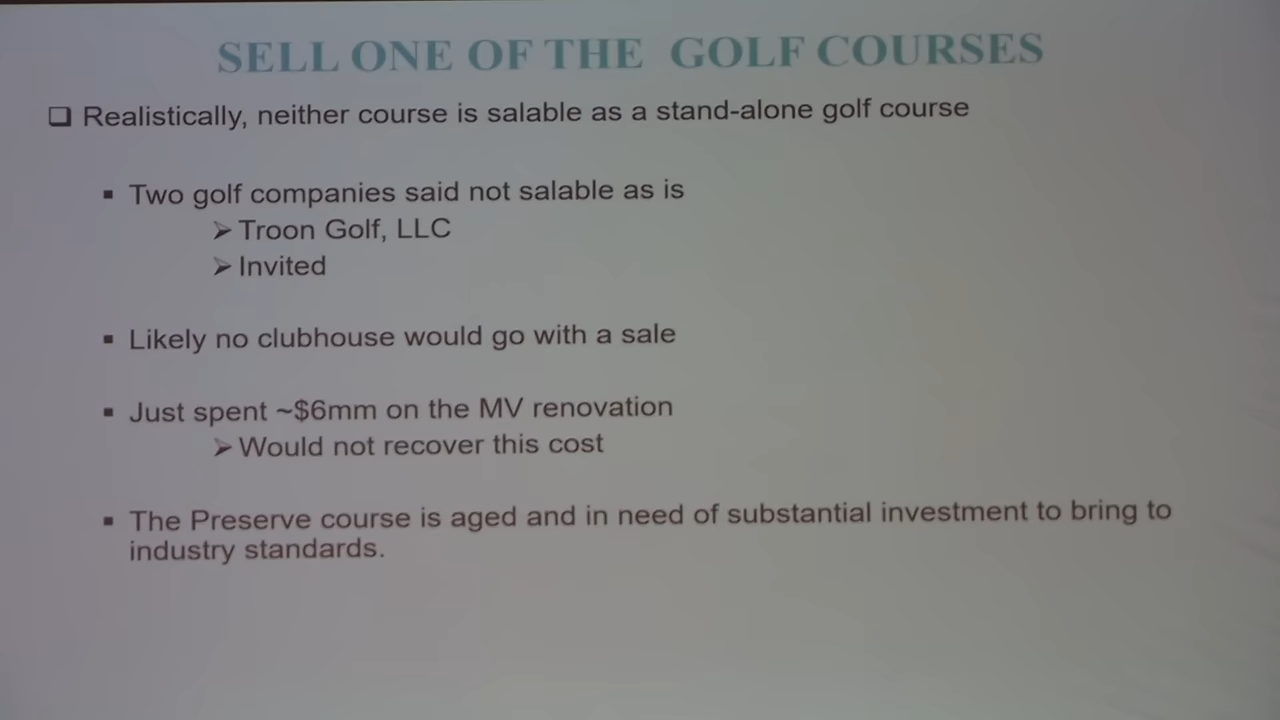 SELL ONE OF THE GOLF COURSES
❑ Realistically, neither course is salable as a stand-alone golf course
▪ Two golf companies said not salable as is
➢ Troon Golf, LLC
➢ Invited
▪ Likely no clubhouse would go with a sale
▪ Just spent ~$6mm on the MV renovation
➢ Would not recover this cost
▪ The Preserve course is aged and in need of substantial investment to bring to
industry standards.